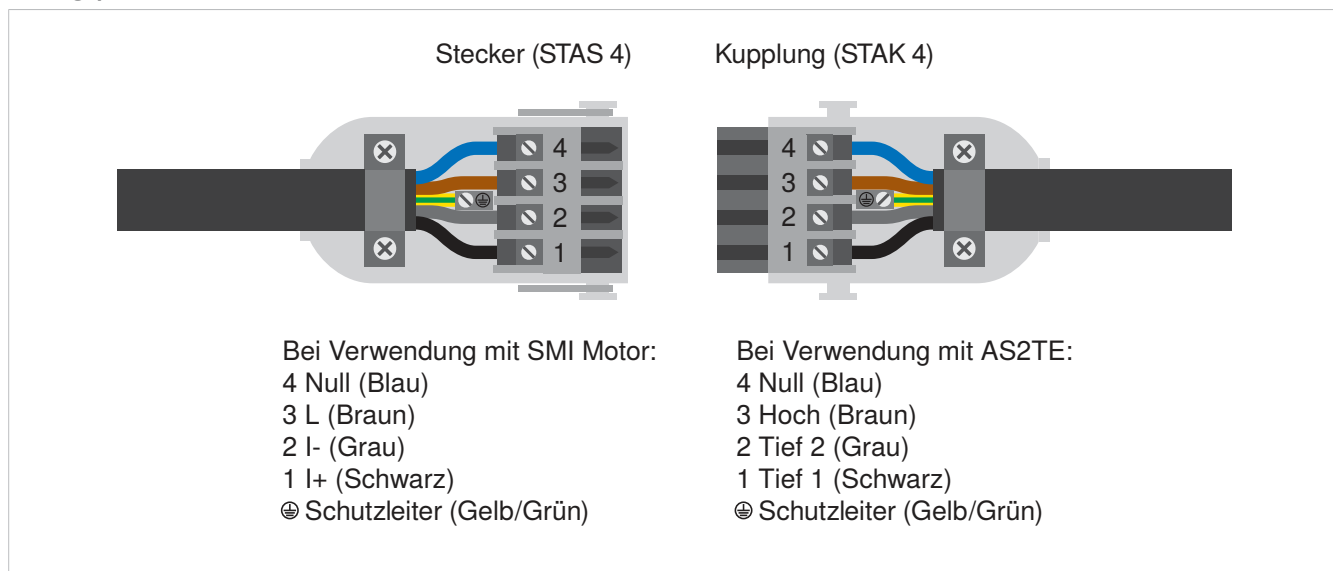 Stecker (STAS 4)
Kupplung (STAK 4)
4
3
2
1
4
3
2
1
Bei Verwendung mit SMI Motor:
4 Null (Blau)
3 L (Braun)
2 I- (Grau)
1 I+ (Schwarz)
Schutzleiter (Gelb/Grün)
Bei Verwendung mit AS2TE:
4 Null (Blau)
3 Hoch (Braun)
2 Tief 2 (Grau)
1 Tief 1 (Schwarz)
Schutzleiter (Gelb/Grün)